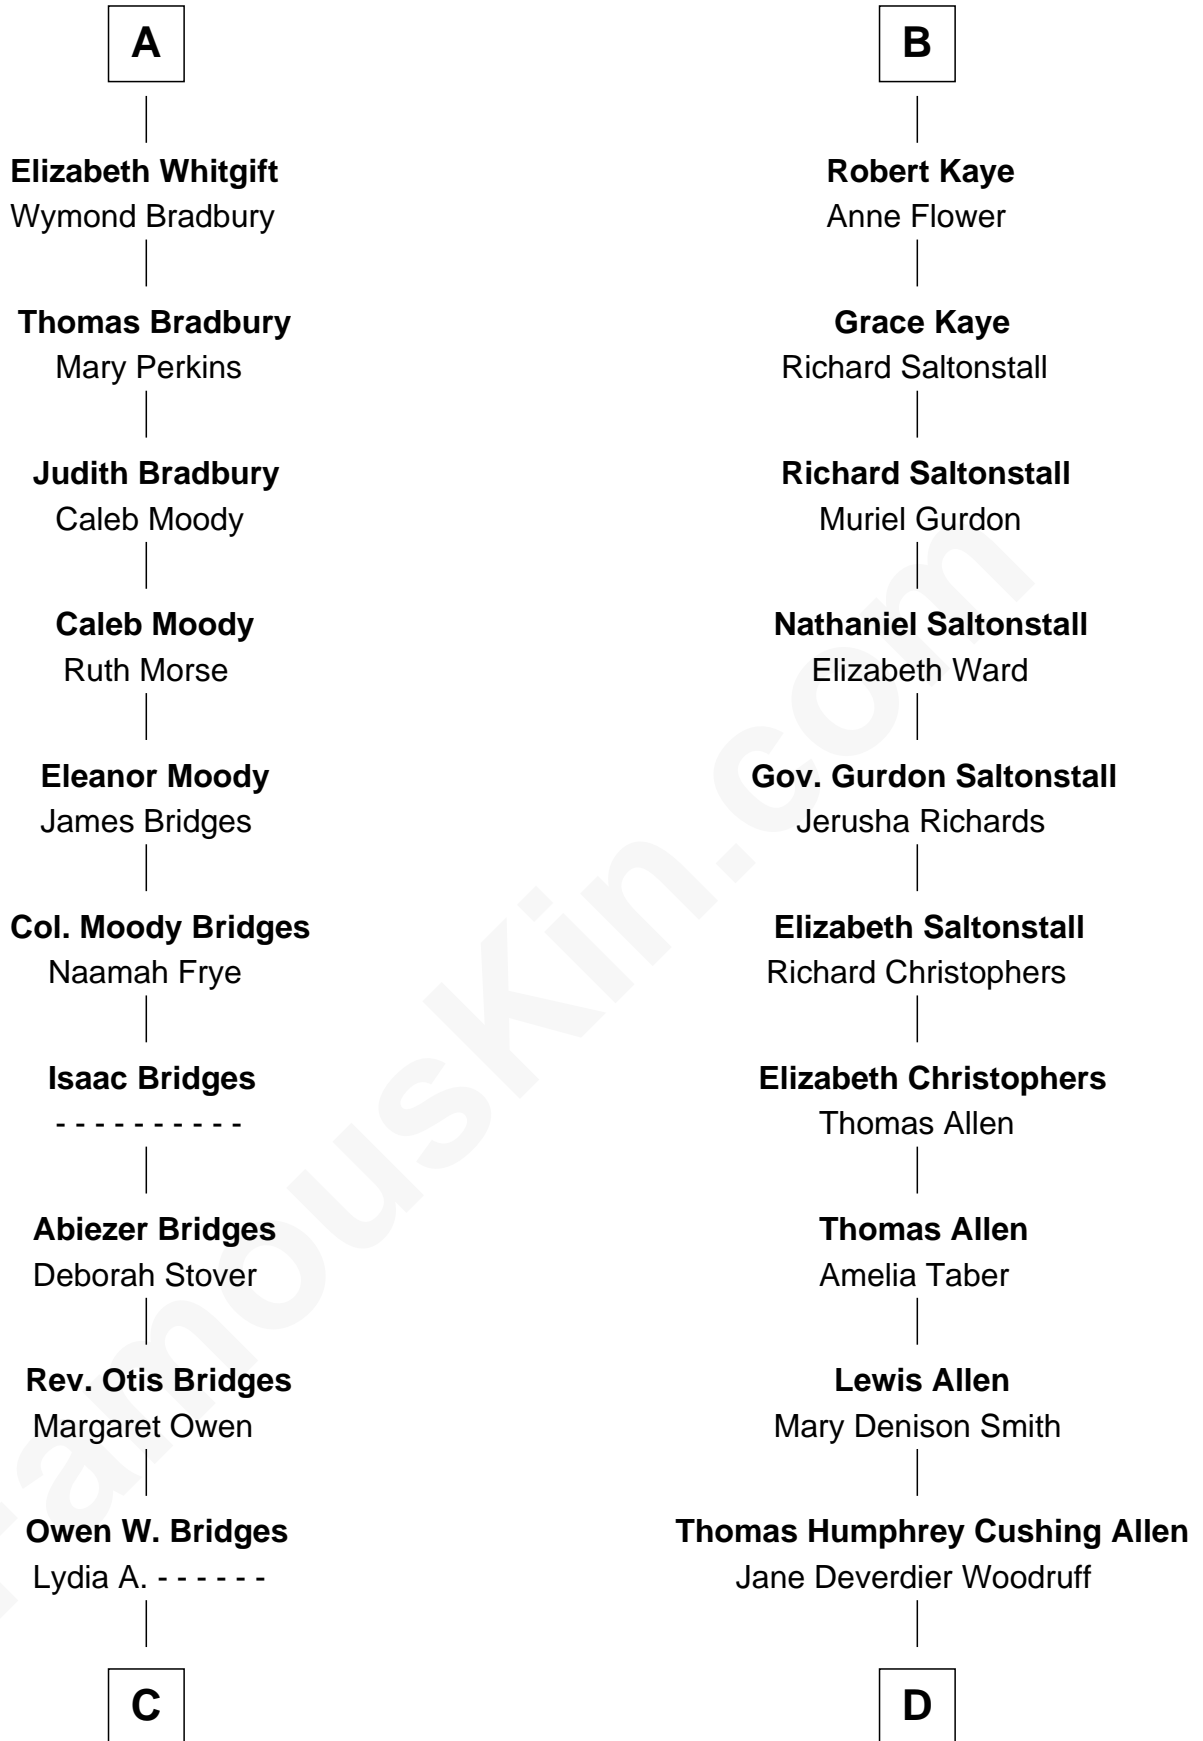 A
Elizabeth Whitgift
Wymond Bradbury
Thomas Bradbury
Mary Perkins
Judith Bradbury
Caleb Moody
Caleb Moody
Ruth Morse
Eleanor Moody
James Bridges
Col. Moody Bridges
Naamah Frye
Isaac Bridges
- - - - - - - - - -
Abiezer Bridges
Deborah Stover
Rev. Otis Bridges
Margaret Owen
Owen W. Bridges
Lydia A. - - - - - -
C
B
Robert Kaye
Anne Flower
Grace Kaye
Richard Saltonstall
Richard Saltonstall
Muriel Gurdon
Nathaniel Saltonstall
Elizabeth Ward
Gov. Gurdon Saltonstall
Jerusha Richards
Elizabeth Saltonstall
Richard Christophers
Elizabeth Christophers
Thomas Allen
Thomas Allen
Amelia Taber
Lewis Allen
Mary Denison Smith
Thomas Humphrey Cushing Allen
Jane Deverdier Woodruff
D
FamousKin.com